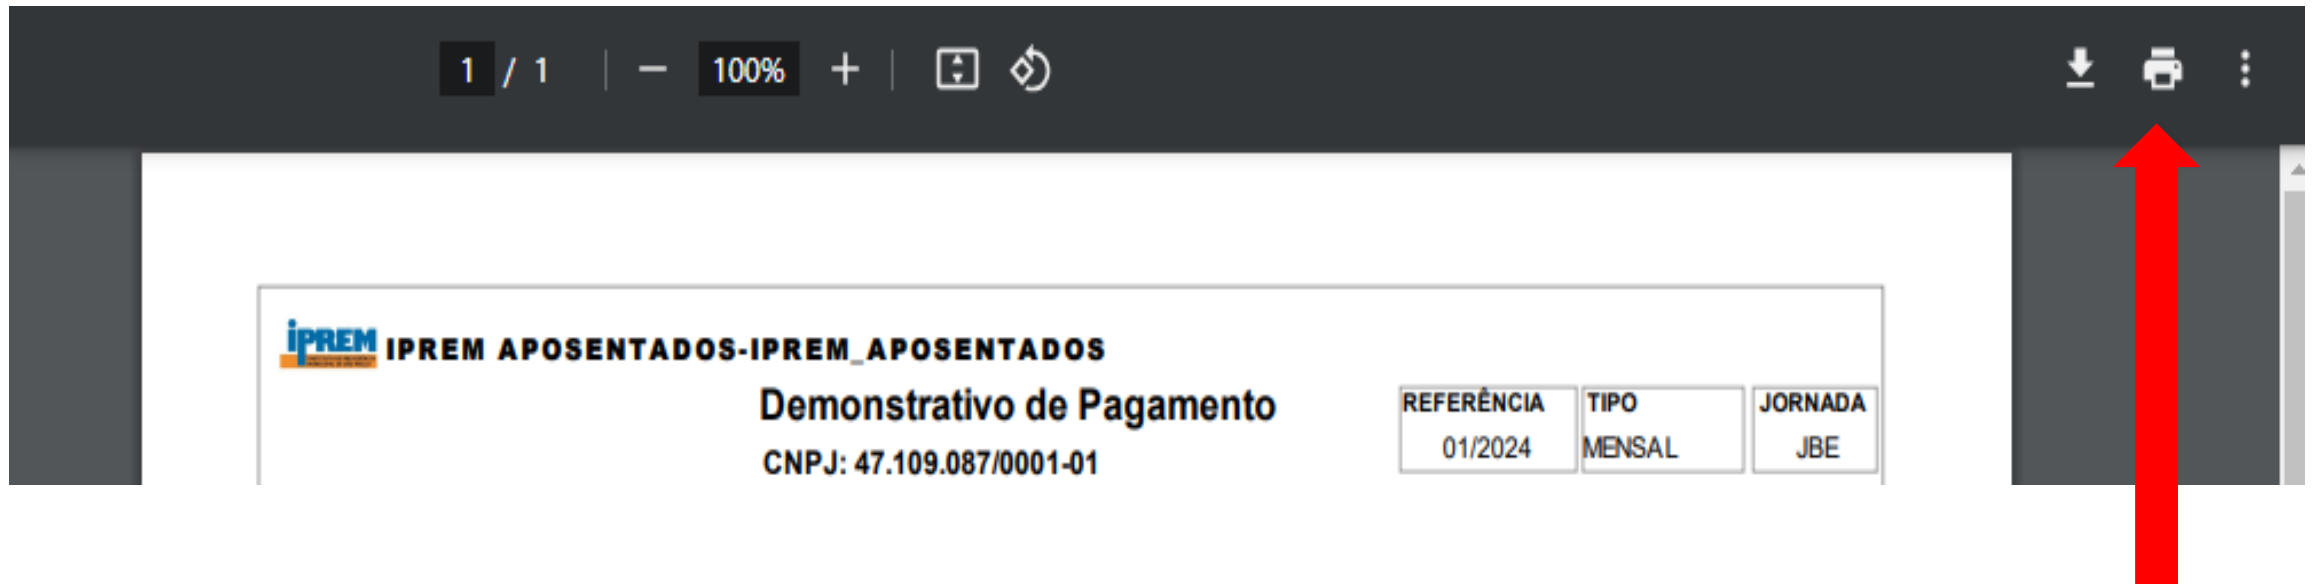 1 / 1 100%
iPREM IPREM APOSENTADOS-IPREM_APOSENTADOS
Demonstrativo de Pagamento
CNPJ: 47.109.087/0001-01
REFERÊNCIA TIPO JORNADA
01/2024 MENSAL JBE